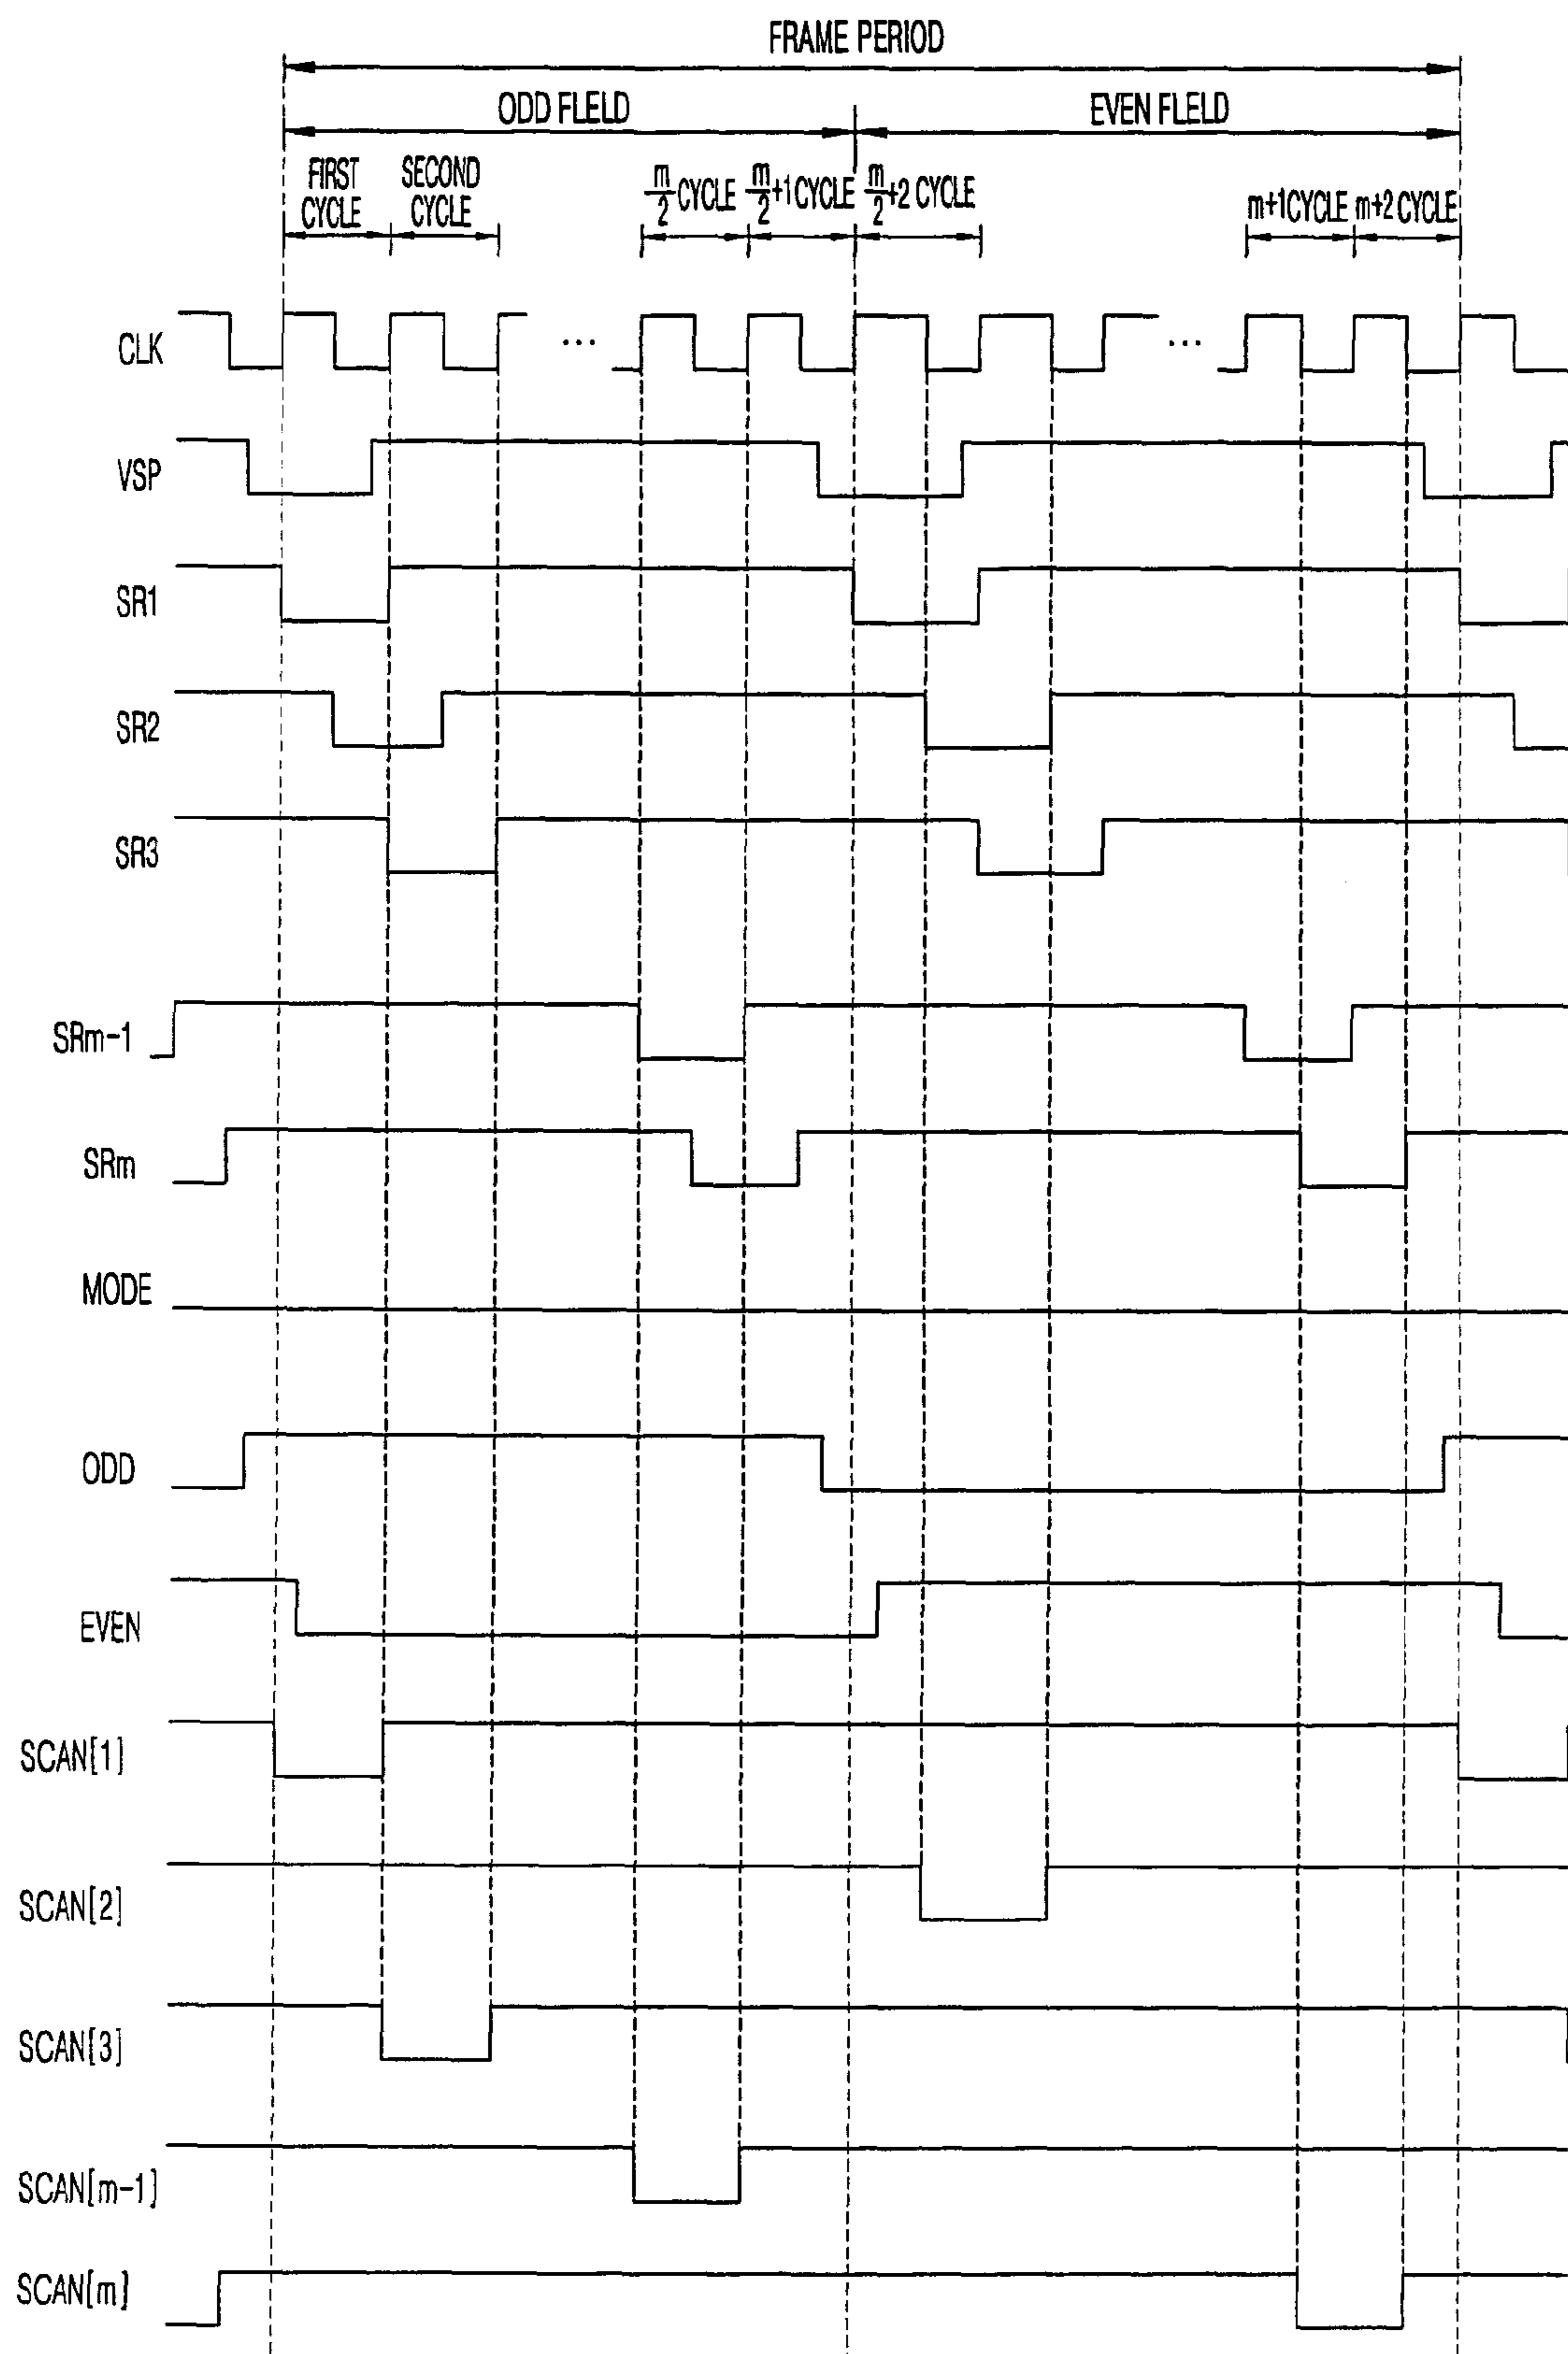 FRAME PERIOD
ODD FLELD
EVEN FLELD
FIRST
CYCLE
SECOND
CYCLE
m/2 CYCLE
m/2+1 CYCLE
m/2+2 CYCLE
m+1 CYCLE
m+2 CYCLE
CLK
...
...
VSP
SR1
SR2
SR3
SRm-1
SRm
MODE
ODD
EVEN
SCAN[1]
SCAN[2]
SCAN[3]
SCAN[m-1]
SCAN[m]